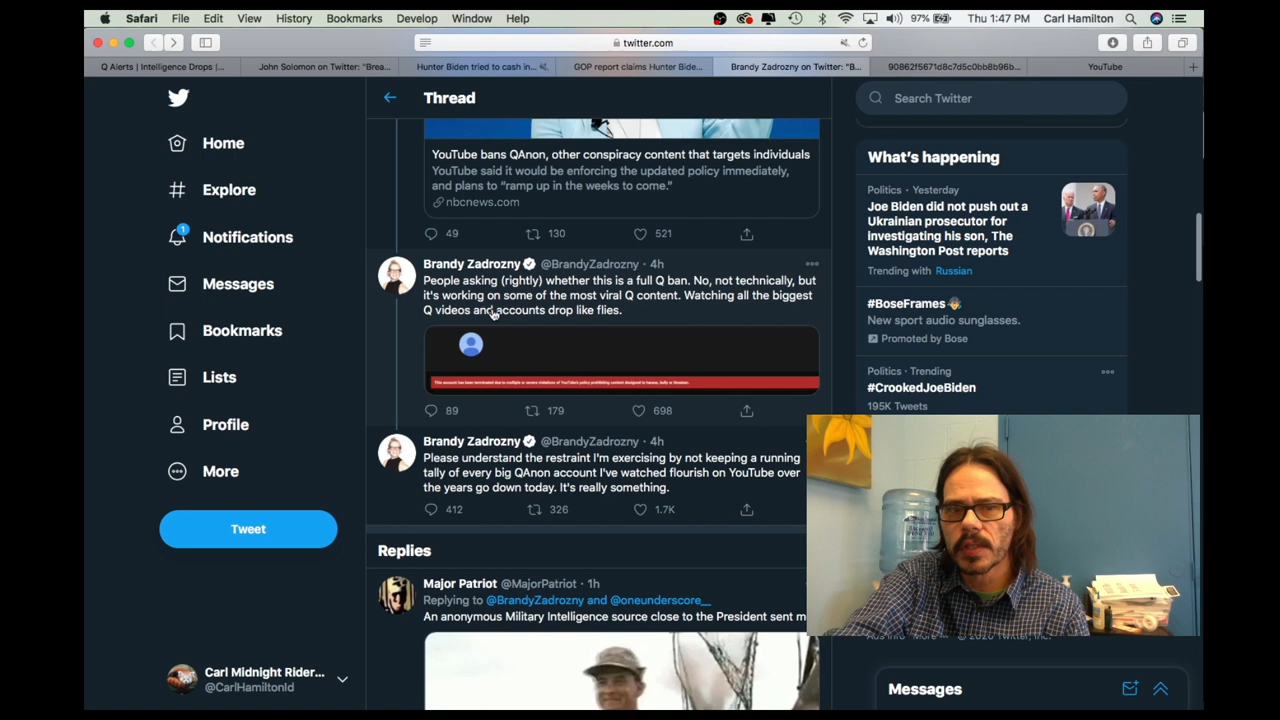 Safari File Edit View History Bookmarks Develop Window Help 97% Thu 1:47 PM Carl Hamilton
twitter.com
Q Alerts | Intelligence Drops |...
John Solomon on Twitter: "Brea...
Hunter Biden tried to cash in...
GOP report claims Hunter Bide...
Brandy Zadrozny on Twitter: "B...
90862f5671d8c7d5c0bb8b96b...
YouTube
Home
Explore
1
Notifications
Messages
Bookmarks
Lists
Profile
More
Tweet
Carl Midnight Rider...
@CarlHamiltonId
Thread
YouTube bans QAnon, other conspiracy content that targets individuals
YouTube said it would be enforcing the updated policy immediately,
and plans to “ramp up in the weeks to come.”
nbcnews.com
49 130 521
Brandy Zadrozny @BrandyZadrozny · 4h
People asking (rightly) whether this is a full Q ban. No, not technically, but
it's working on some of the most viral Q content. Watching all the biggest
Q videos and accounts drop like flies.
This account has been terminated due to multiple or severe violations of YouTube's policy prohibiting content designed to harass, bully or threaten.
89 179 698
Brandy Zadrozny @BrandyZadrozny · 4h
Please understand the restraint I'm exercising by not keeping a running
tally of every big QAnon account I've watched flourish on YouTube over
the years go down today. It's really something.
412 326 1.7K
Replies
Major Patriot @MajorPatriot · 1h
Replying to @BrandyZadrozny and @oneunderscore__
An anonymous Military Intelligence source close to the President sent m
Search Twitter
What's happening
Politics · Yesterday
Joe Biden did not push out a
Ukrainian prosecutor for
investigating his son, The
Washington Post reports
Trending with Russian
#BoseFrames
New sport audio sunglasses.
Promoted by Bose
Politics · Trending
#CrookedJoeBiden
195K Tweets
Ads info More © 2020 Twitter, Inc.
Messages